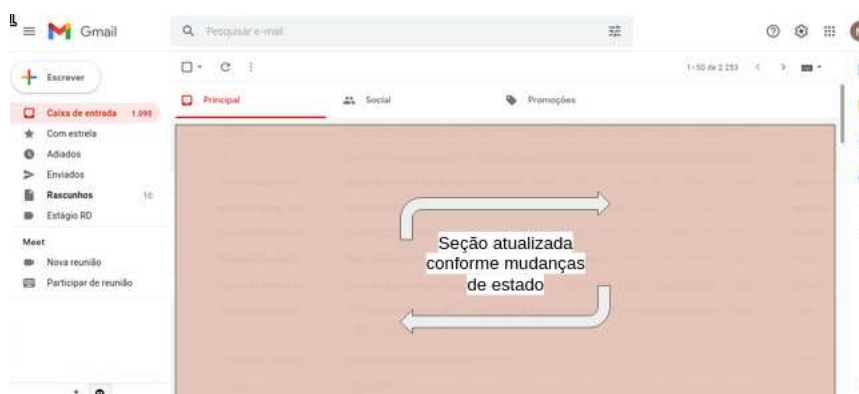 Gmail
Pesquisar e-mail
Escrever
1-50 de 2.253
Principal
Social
Promoções
Caixa de entrada 1.095
Com estrela
Adiados
Enviados
Rascunhos 10
Estágio RD
Meet
Nova reunião
Participar de reunião
Seção atualizada
conforme mudanças
de estado